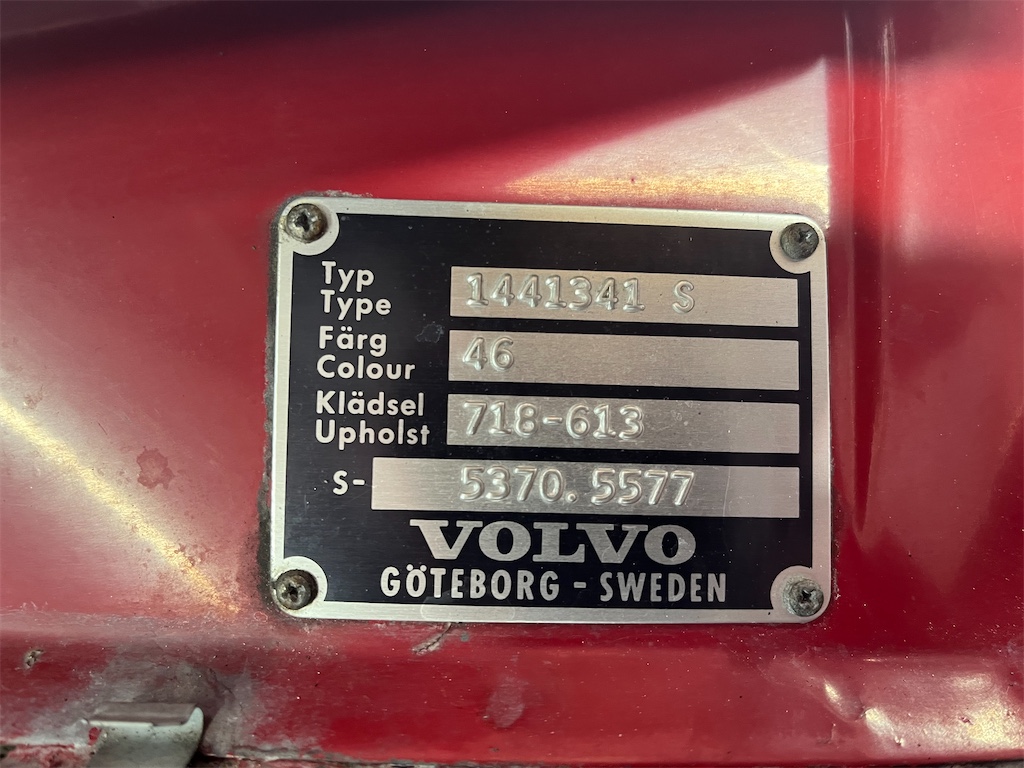 Typ
Type 1441341 S
Färg
Colour 46
Klädsel
Upholst 718-613
S- 5370.5577
VOLVO
GÖTEBORG - SWEDEN